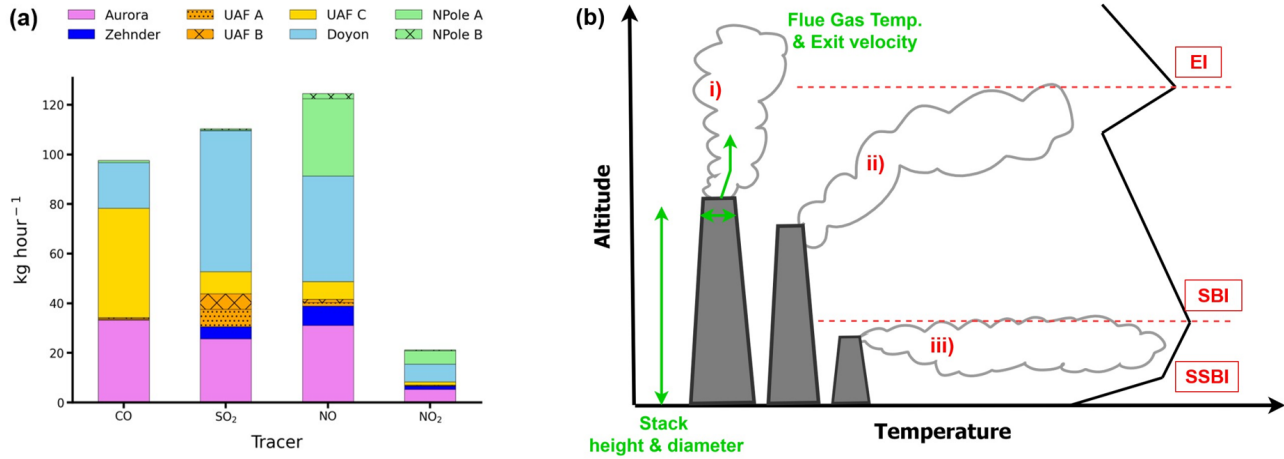 (a)
Aurora UAF A UAF C NPole A
Zehnder UAF B Doyon NPole B
kg hour⁻¹
120
100
80
60
40
20
0
CO SO₂ NO NO₂
Tracer
(b)
Flue Gas Temp.
& Exit velocity
EI
i)
ii)
Altitude
SBI
iii)
SSBI
Stack
height & diameter
Temperature